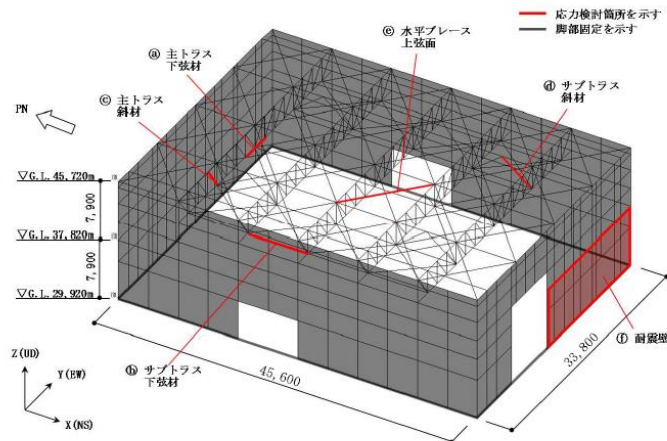 応力検討箇所を示す
脚部固定を示す
ⓔ 水平ブレース
上弦面
ⓐ 主トラス
下弦材
ⓓ サブトラス
斜材
ⓒ 主トラス
斜材
PN
▽G.L.45,720m
7,900
▽G.L.37,820m
7,900
▽G.L.29,920m
ⓕ 耐震壁
33,800
45,600
ⓑ サブトラス
下弦材
Z(UD)
Y(EW)
X(NS)